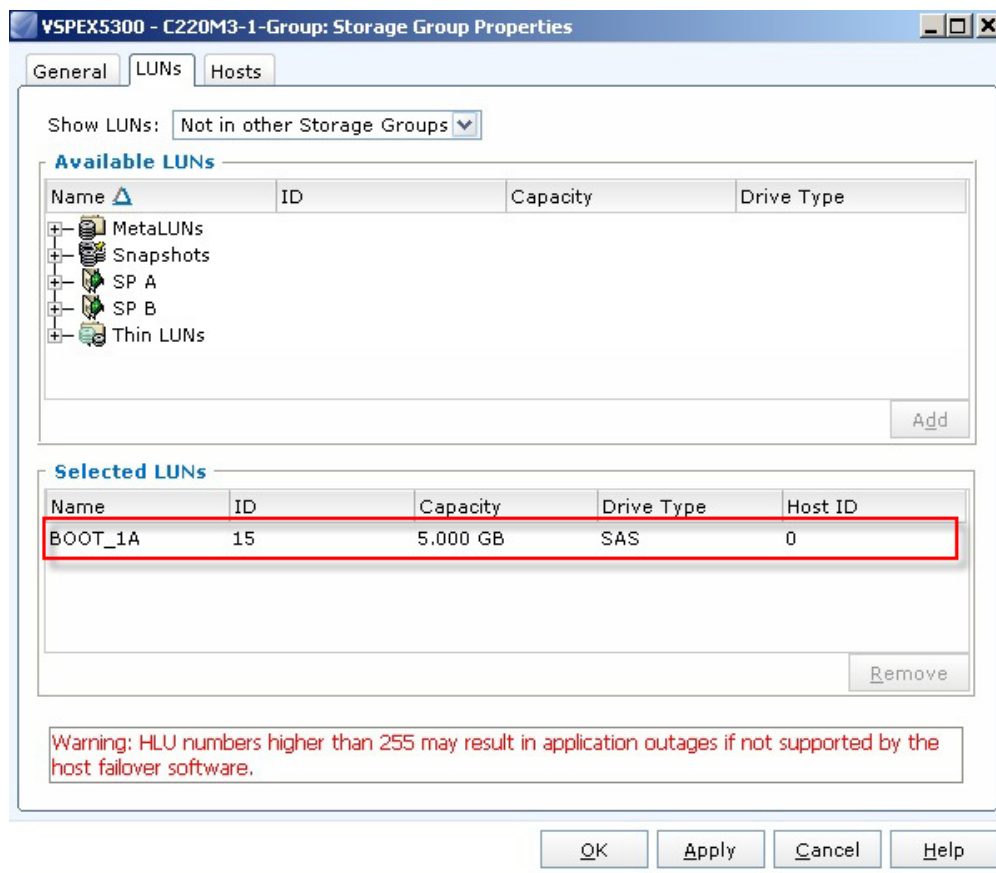 VSPEX5300 - C220M3-1-Group: Storage Group Properties
General LUNs Hosts
Show LUNs: Not in other Storage Groups
Available LUNs
Name ID Capacity Drive Type
MetaLUNs
Snapshots
SP A
SP B
Thin LUNs
Add
Selected LUNs
Name ID Capacity Drive Type Host ID
BOOT_1A 15 5.000 GB SAS 0
Remove
Warning: HLU numbers higher than 255 may result in application outages if not supported by the
host failover software.
OK Apply Cancel Help